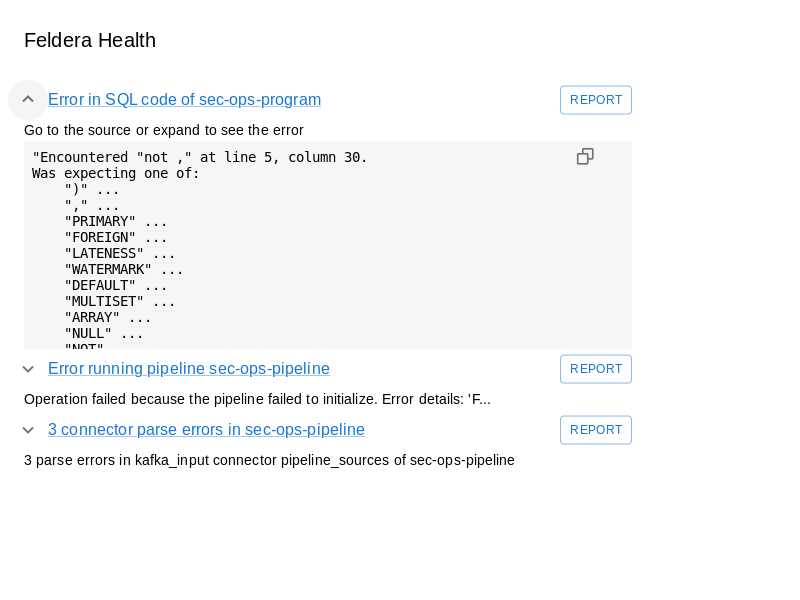 Feldera Health
Error in SQL code of sec-ops-program
REPORT
Go to the source or expand to see the error
"Encountered "not ," at line 5, column 30.
Was expecting one of:
    ")" ...
    "," ...
    "PRIMARY" ...
    "FOREIGN" ...
    "LATENESS" ...
    "WATERMARK" ...
    "DEFAULT" ...
    "MULTISET" ...
    "ARRAY" ...
    "NULL" ...
    "NOT"
Error running pipeline sec-ops-pipeline
REPORT
Operation failed because the pipeline failed to initialize. Error details: 'F...
3 connector parse errors in sec-ops-pipeline
REPORT
3 parse errors in kafka_input connector pipeline_sources of sec-ops-pipeline